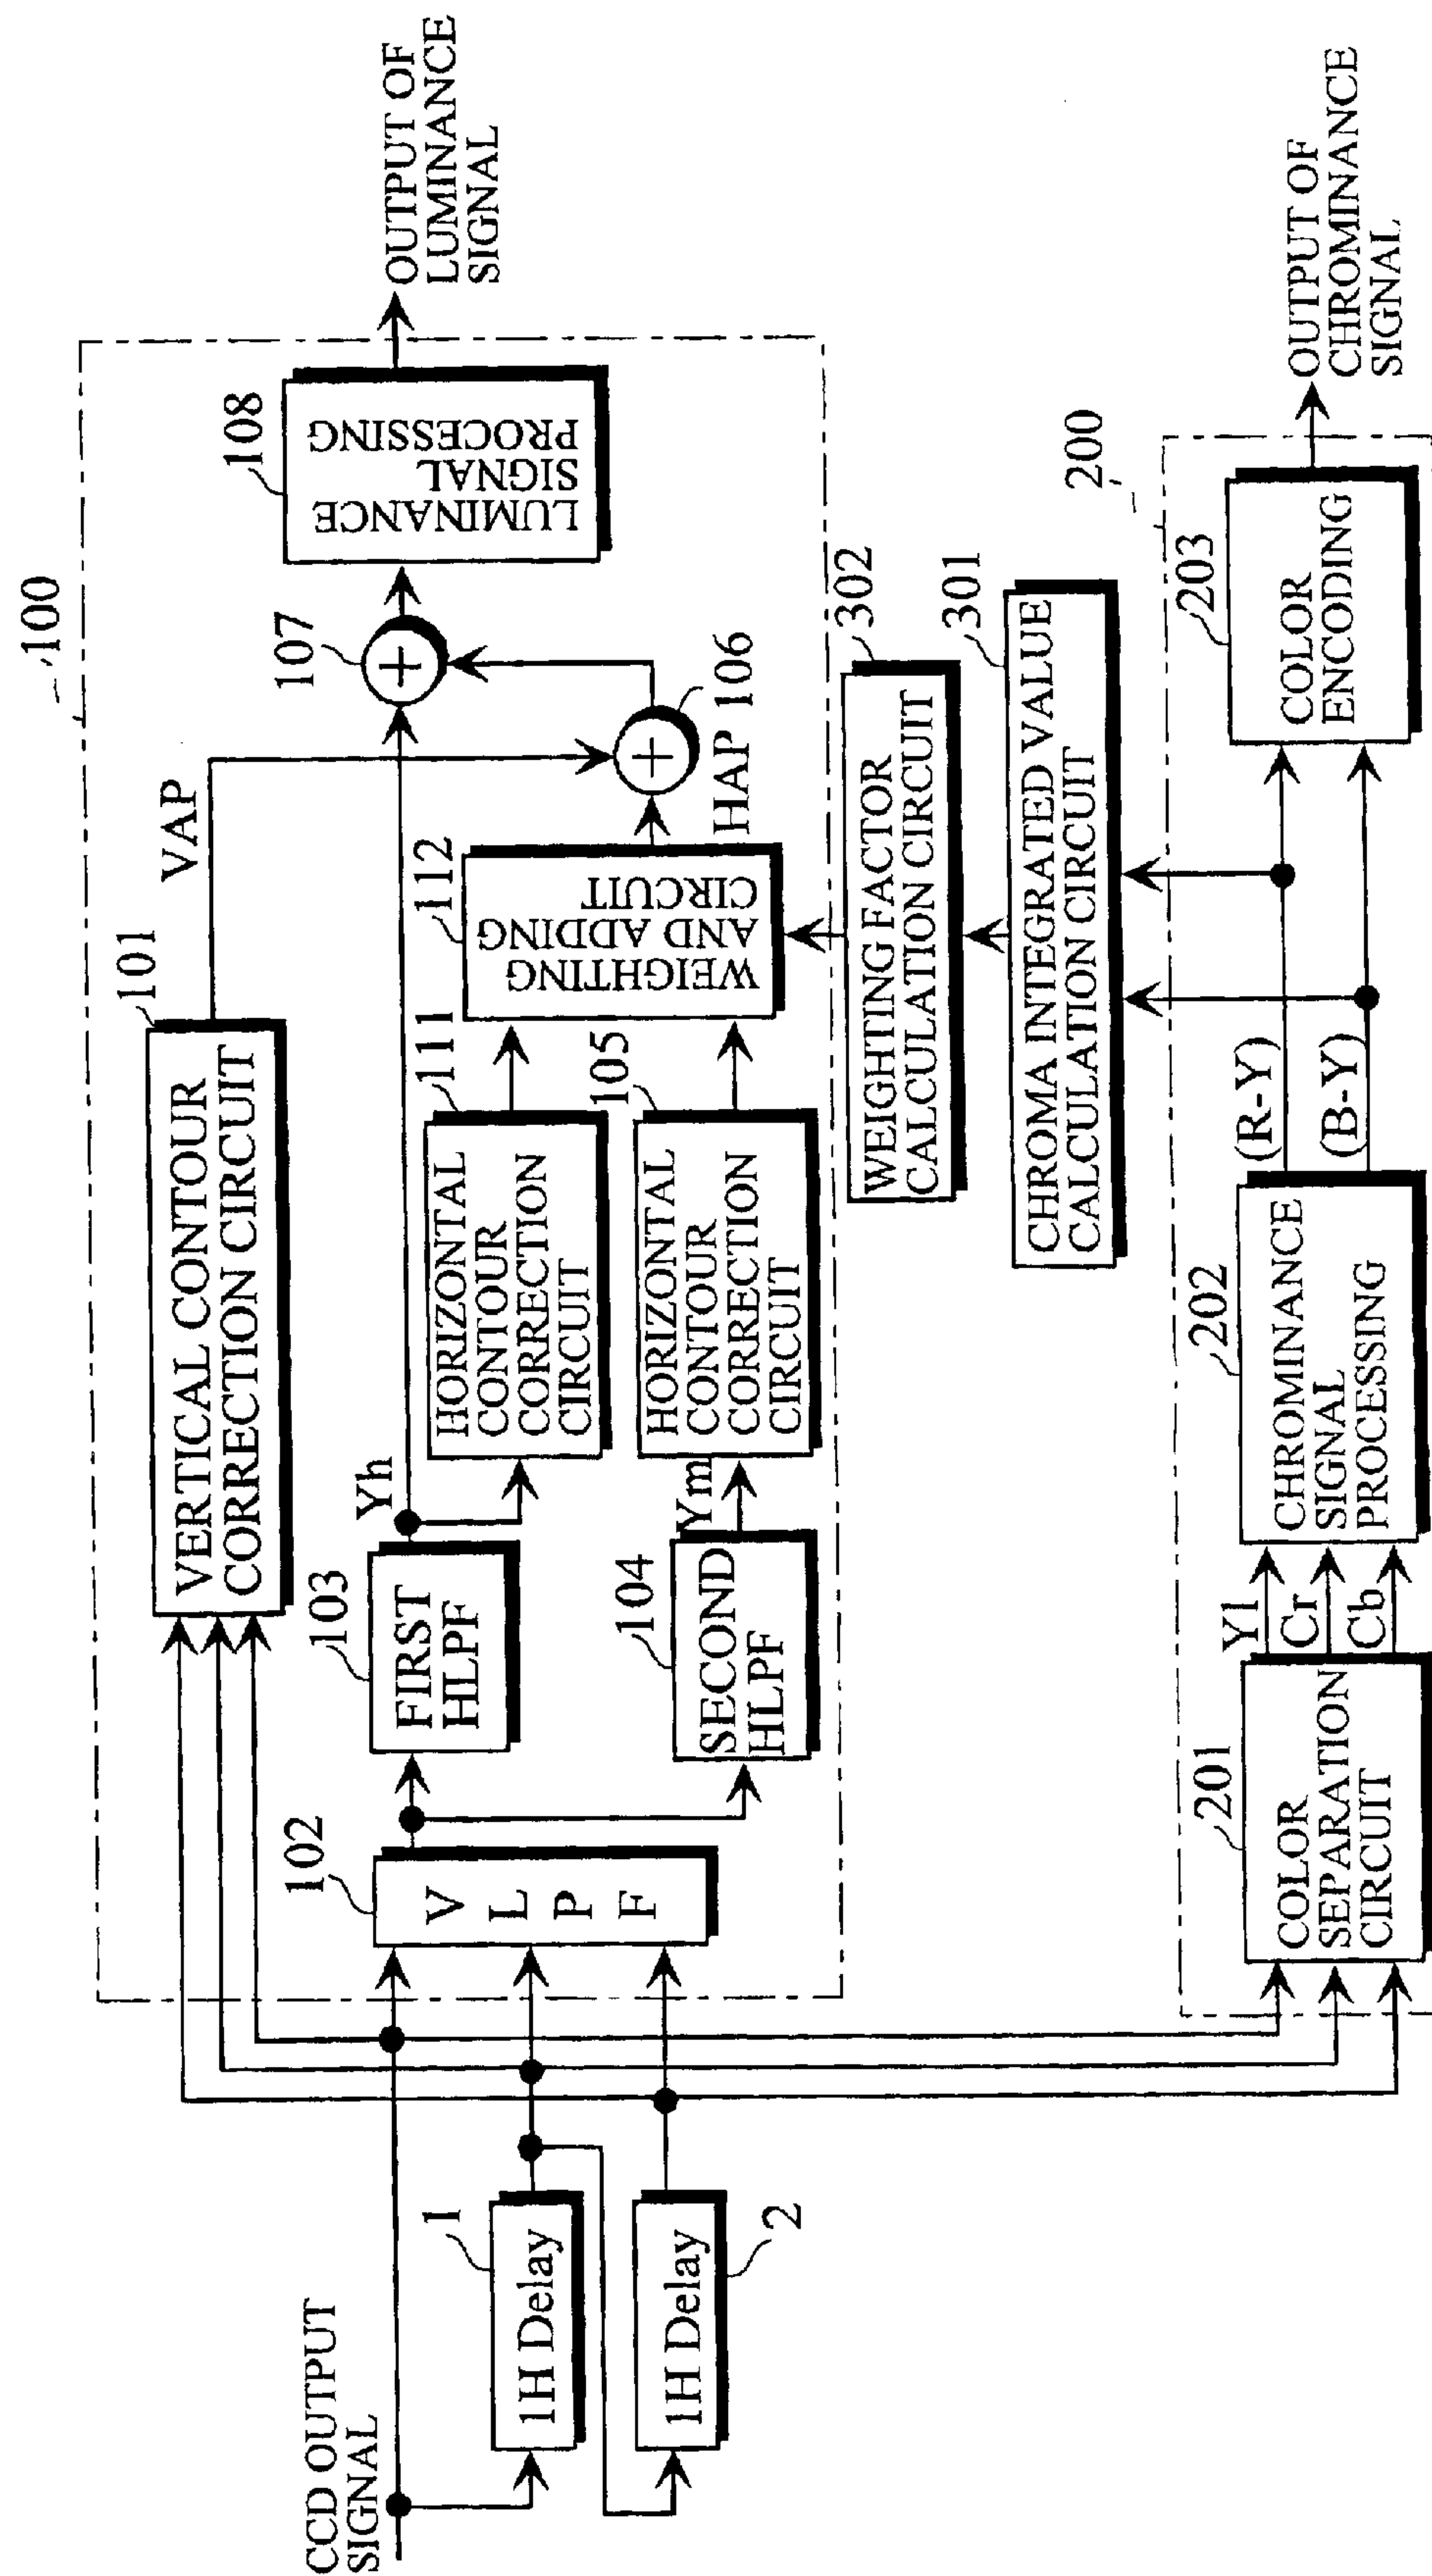 CCD OUTPUT
SIGNAL
1
1H Delay
1H Delay
2
100
101
VERTICAL CONTOUR
CORRECTION CIRCUIT
VAP
102
V
L
P
F
103
FIRST
HLPF
Yh
104
SECOND
HLPF
Ym
111
HORIZONTAL
CONTOUR
CORRECTION
CIRCUIT
105
HORIZONTAL
CONTOUR
CORRECTION
CIRCUIT
112
WEIGHTING
AND ADDING
CIRCUIT
HAP
106
107
108
LUMINANCE
SIGNAL
PROCESSING
OUTPUT OF
LUMINANCE
SIGNAL
302
WEIGHTING FACTOR
CALCULATION CIRCUIT
301
CHROMA INTEGRATED VALUE
CALCULATION CIRCUIT
200
201
COLOR
SEPARATION
CIRCUIT
Yl
Cr
Cb
202
CHROMINANCE
SIGNAL
PROCESSING
(R-Y)
(B-Y)
203
COLOR
ENCODING
OUTPUT OF
CHROMINANCE
SIGNAL